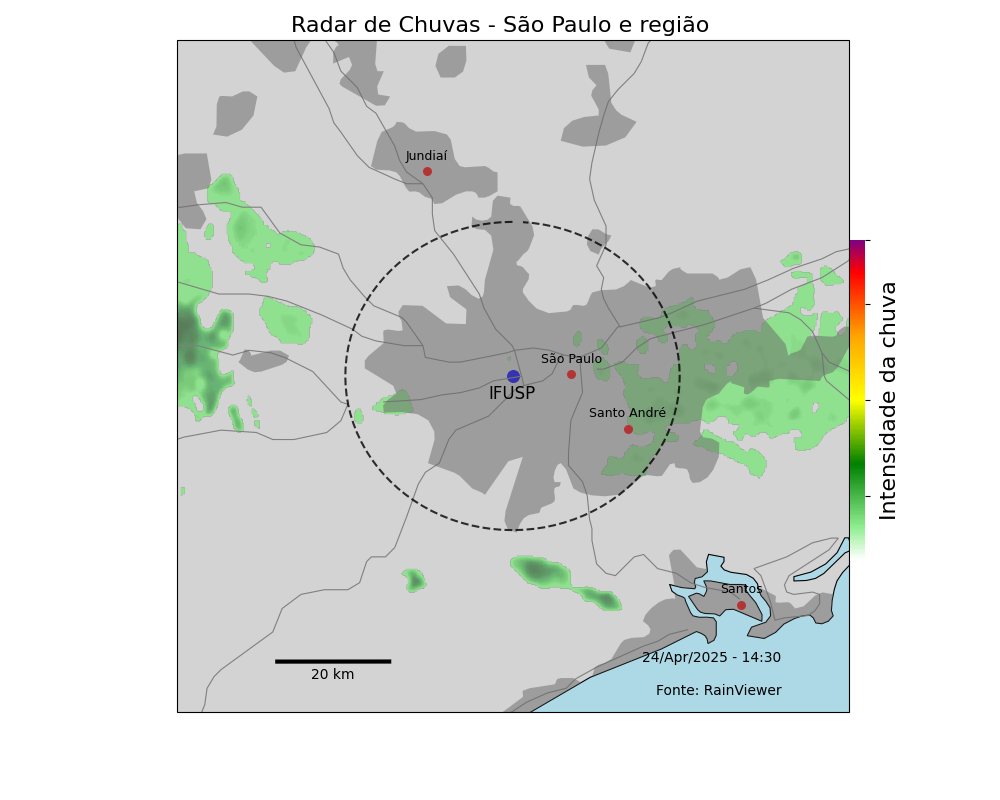 Radar de Chuvas - São Paulo e região
Jundiaí
São Paulo
IFUSP
Santo André
Intensidade da chuva
Santos
24/Apr/2025 - 14:30
20 km
Fonte: RainViewer